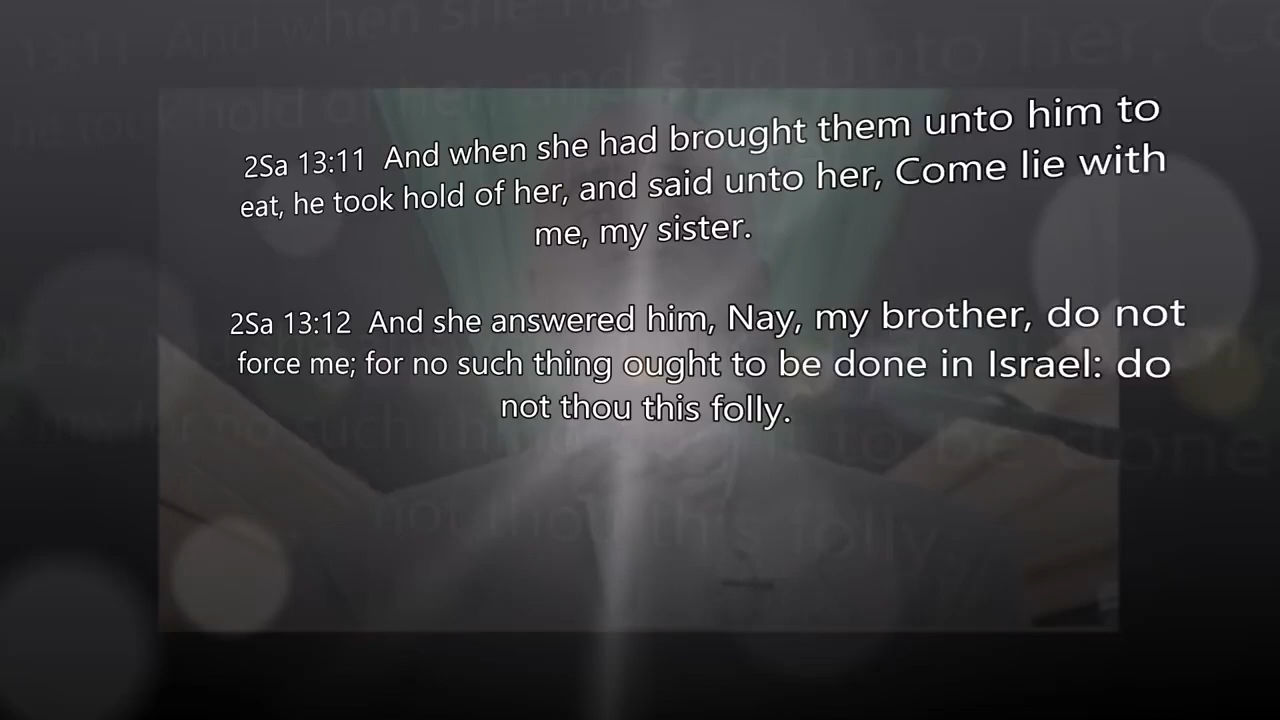 2Sa 13:11 And when she had brought them unto him to
eat, he took hold of her, and said unto her, Come lie with
me, my sister.
2Sa 13:12 And she answered him, Nay, my brother, do not
force me; for no such thing ought to be done in Israel: do
not thou this folly.